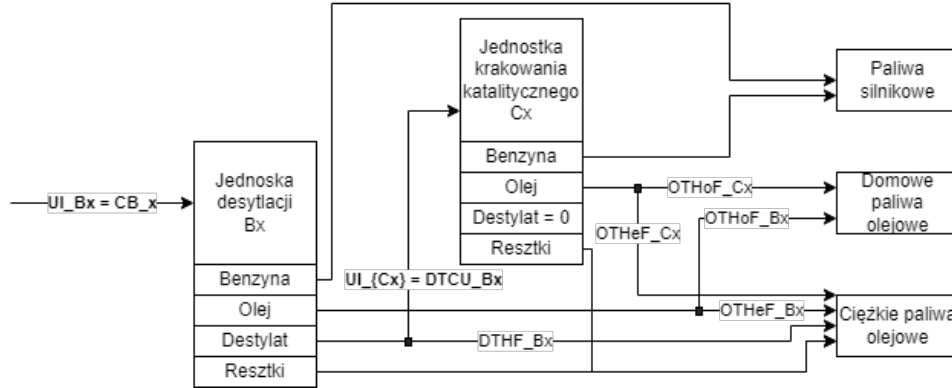 Jednostka
krakowania
katalitycznego
Cx
Benzyna
Olej
Destylat = 0
Resztki
Paliwa
silnikowe
Jednoska
desytlacji
Bx
Benzyna
Olej
Destylat
Resztki
UI_Bx = CB_x
UI_{Cx} = DTCU_Bx
OTHoF_Cx
OTHoF_Bx
OTHeF_Cx
OTHeF_Bx
DTHF_Bx
Domowe
paliwa
olejowe
Ciężkie paliwa
olejowe